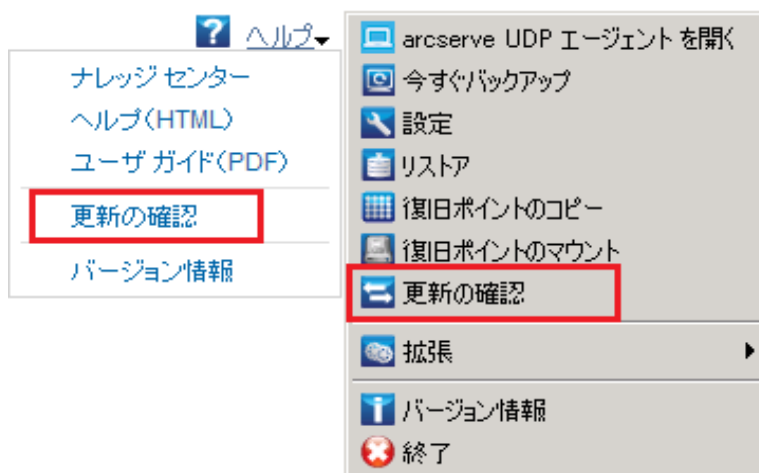 ? ヘルプ
ナレッジ センター
ヘルプ(HTML)
ユーザ ガイド(PDF)
更新の確認
バージョン情報
arcserve UDP エージェント を開く
今すぐバックアップ
設定
リストア
復旧ポイントのコピー
復旧ポイントのマウント
更新の確認
拡張
バージョン情報
終了